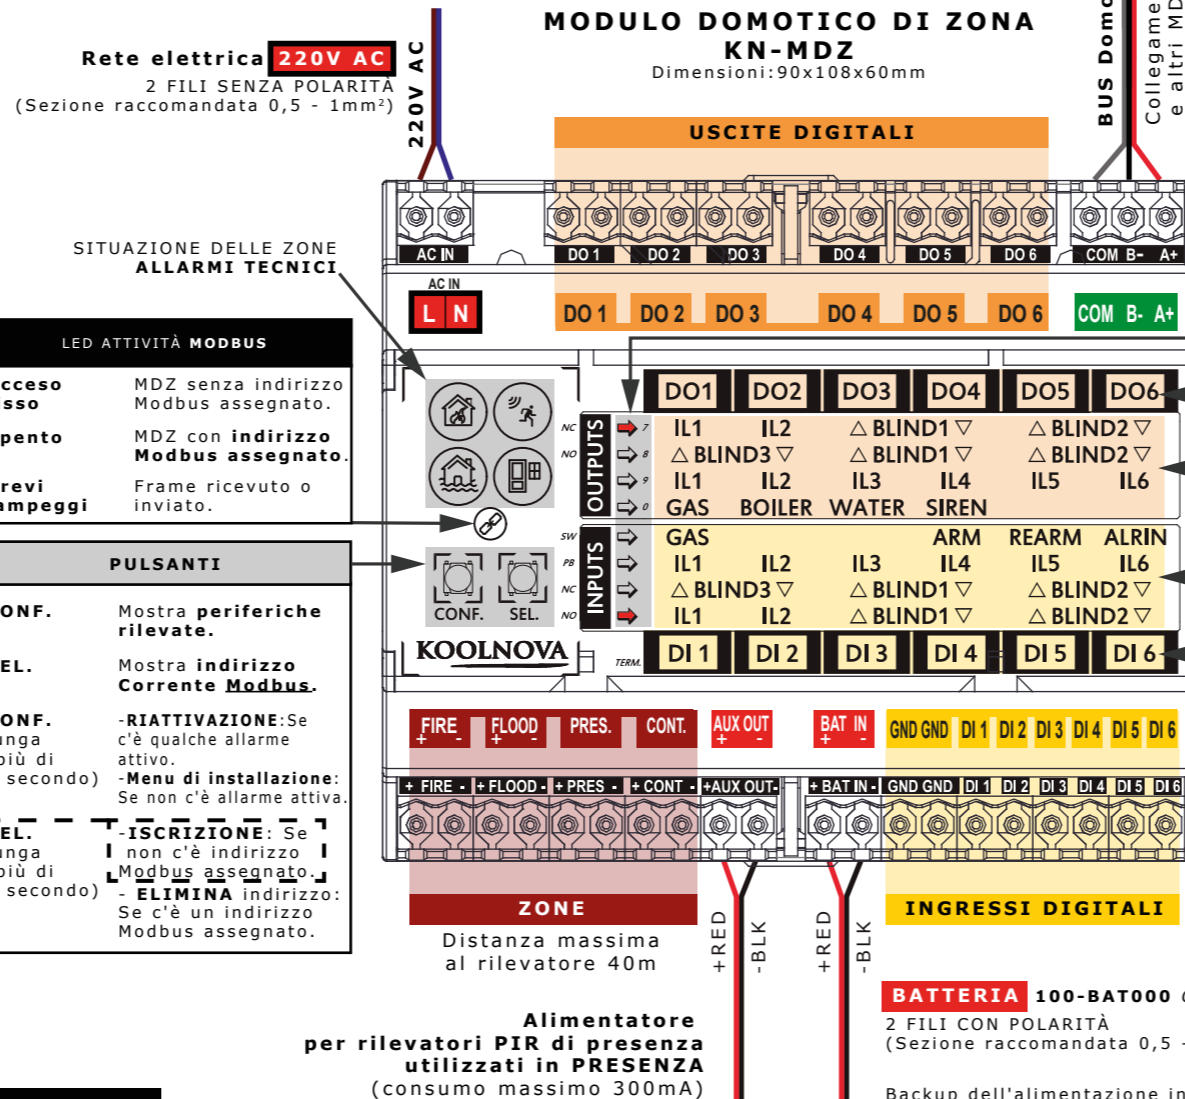 MODULO DOMOTICO DI ZONA
KN-MDZ
Dimensioni:90x108x60mm
Rete elettrica 220V AC
2 FILI SENZA POLARITÀ
(Sezione raccomandata 0,5 - 1mm²)
220V AC
BUS Domo
Collegame
e altri MD
USCITE DIGITALI
AC IN DO 1 DO 2 DO 3 DO 4 DO 5 DO 6 COM B- A+
SITUAZIONE DELLE ZONE
ALLARMI TECNICI
AC IN
L N
DO 1 DO 2 DO 3 DO 4 DO 5 DO 6 COM B- A+
LED ATTIVITÀ MODBUS
cceso MDZ senza indirizzo
isso Modbus assegnato.
pento MDZ con indirizzo
Modbus assegnato.
revi Frame ricevuto o
ampeggi inviato.
DO1 DO2 DO3 DO4 DO5 DO6
OUTPUTS
NC 7 IL1 IL2 △ BLIND1 ▽ △ BLIND2 ▽
NO 8 △ BLIND3 ▽ △ BLIND1 ▽ △ BLIND2 ▽
9 IL1 IL2 IL3 IL4 IL5 IL6
0 GAS BOILER WATER SIREN
INPUTS
SW GAS ARM REARM ALRIN
PB IL1 IL2 IL3 IL4 IL5 IL6
NC △ BLIND3 ▽ △ BLIND1 ▽ △ BLIND2 ▽
NO IL1 IL2 △ BLIND1 ▽ △ BLIND2 ▽
TERM. DI 1 DI 2 DI 3 DI 4 DI 5 DI 6
CONF. SEL.
KOOLNOVA
PULSANTI
ONF. Mostra periferiche
rilevate.
EL. Mostra indirizzo
Corrente Modbus.
ONF. -RIATTIVAZIONE:Se
unga c'è qualche allarme
più di attivo.
secondo) -Menu di installazione:
Se non c'è allarme attiva.
EL. -ISCRIZIONE: Se
unga non c'è indirizzo
più di Modbus assegnato.
secondo) - ELIMINA indirizzo:
Se c'è un indirizzo
Modbus assegnato.
FIRE FLOOD PRES. CONT. AUX OUT BAT IN GND GND DI 1 DI 2 DI 3 DI 4 DI 5 DI 6
+ - + - + - + -
+ FIRE - + FLOOD - + PRES - + CONT - +AUX OUT- + BAT IN - GND GND DI 1 DI 2 DI 3 DI 4 DI 5 DI 6
ZONE
Distanza massima
al rilevatore 40m
+RED
-BLK
+RED
-BLK
INGRESSI DIGITALI
Alimentatore
per rilevatori PIR di presenza
utilizzati in PRESENZA
(consumo massimo 300mA)
BATTERIA 100-BAT000
2 FILI CON POLARITÀ
(Sezione raccomandata 0,5 -
Backup dell'alimentazione in